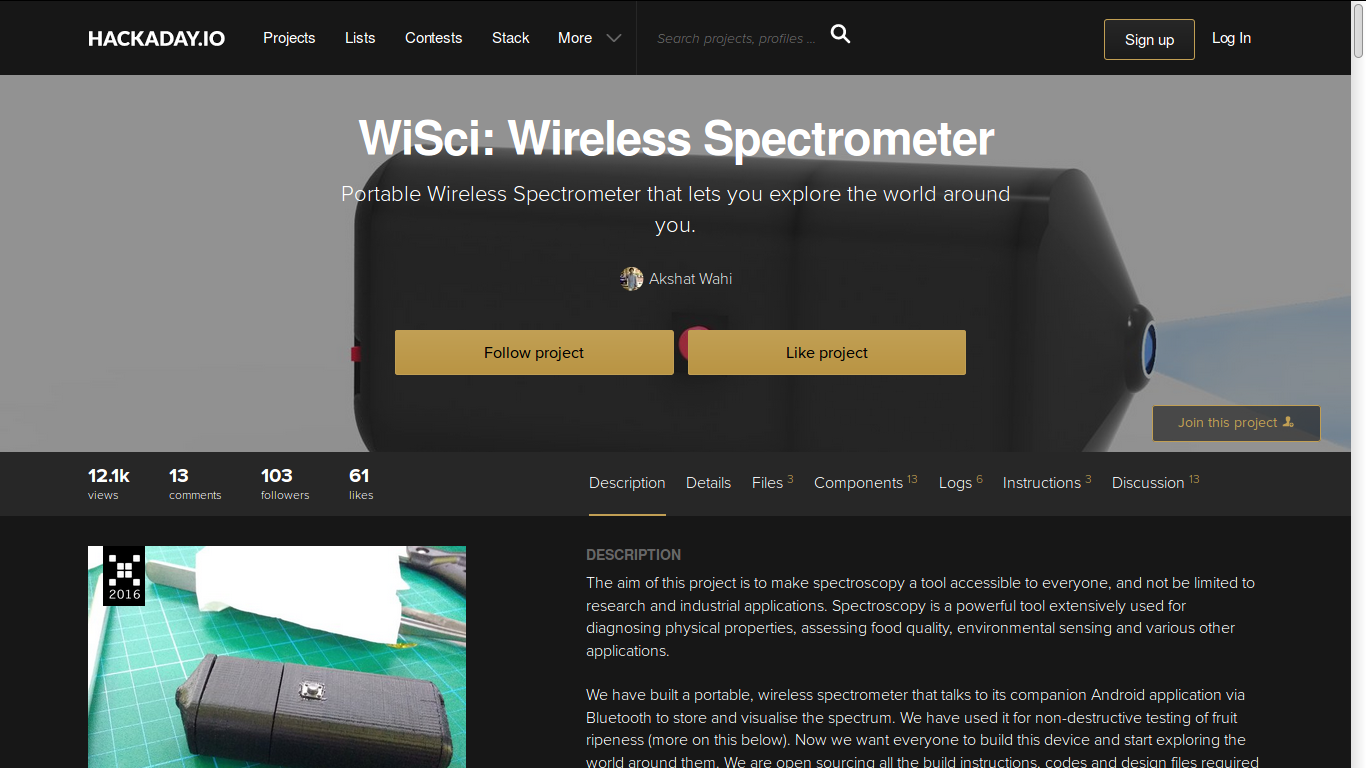 HACKADAY.IO
Projects
Lists
Contests
Stack
More
Search projects, profiles ...
Sign up
Log In
WiSci: Wireless Spectrometer
Portable Wireless Spectrometer that lets you explore the world around
you.
Akshat Wahi
Follow project
Like project
Join this project
12.1k
views
13
comments
103
followers
61
likes
Description
Details
Files 3
Components 13
Logs 6
Instructions 3
Discussion 13
2016
DESCRIPTION
The aim of this project is to make spectroscopy a tool accessible to everyone, and not be limited to
research and industrial applications. Spectroscopy is a powerful tool extensively used for
diagnosing physical properties, assessing food quality, environmental sensing and various other
applications.
We have built a portable, wireless spectrometer that talks to its companion Android application via
Bluetooth to store and visualise the spectrum. We have used it for non-destructive testing of fruit
ripeness (more on this below). Now we want everyone to build this device and start exploring the
world around them. We are open sourcing all the build instructions, codes and design files required